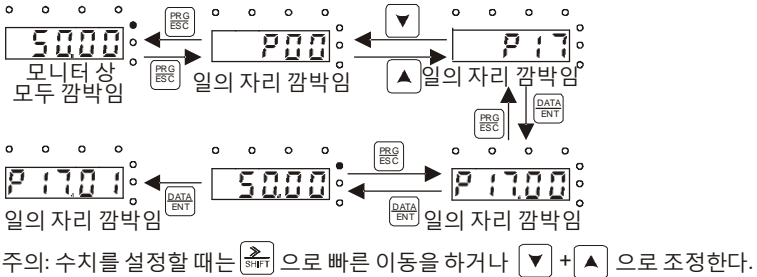 50.00
PRG
ESC
PRG
ESC
P00
▼
▲
P17
모니터 상
모두 깜박임
일의 자리 깜박임
일의 자리 깜박임
PRG
ESC
DATA
ENT
P17.01
DATA
ENT
50.00
PRG
ESC
DATA
ENT
P17.00
일의 자리 깜박임
일의 자리 깜박임
주의: 수치를 설정할 때는 SHIFT 으로 빠른 이동을 하거나 ▼ + ▲ 으로 조정한다.